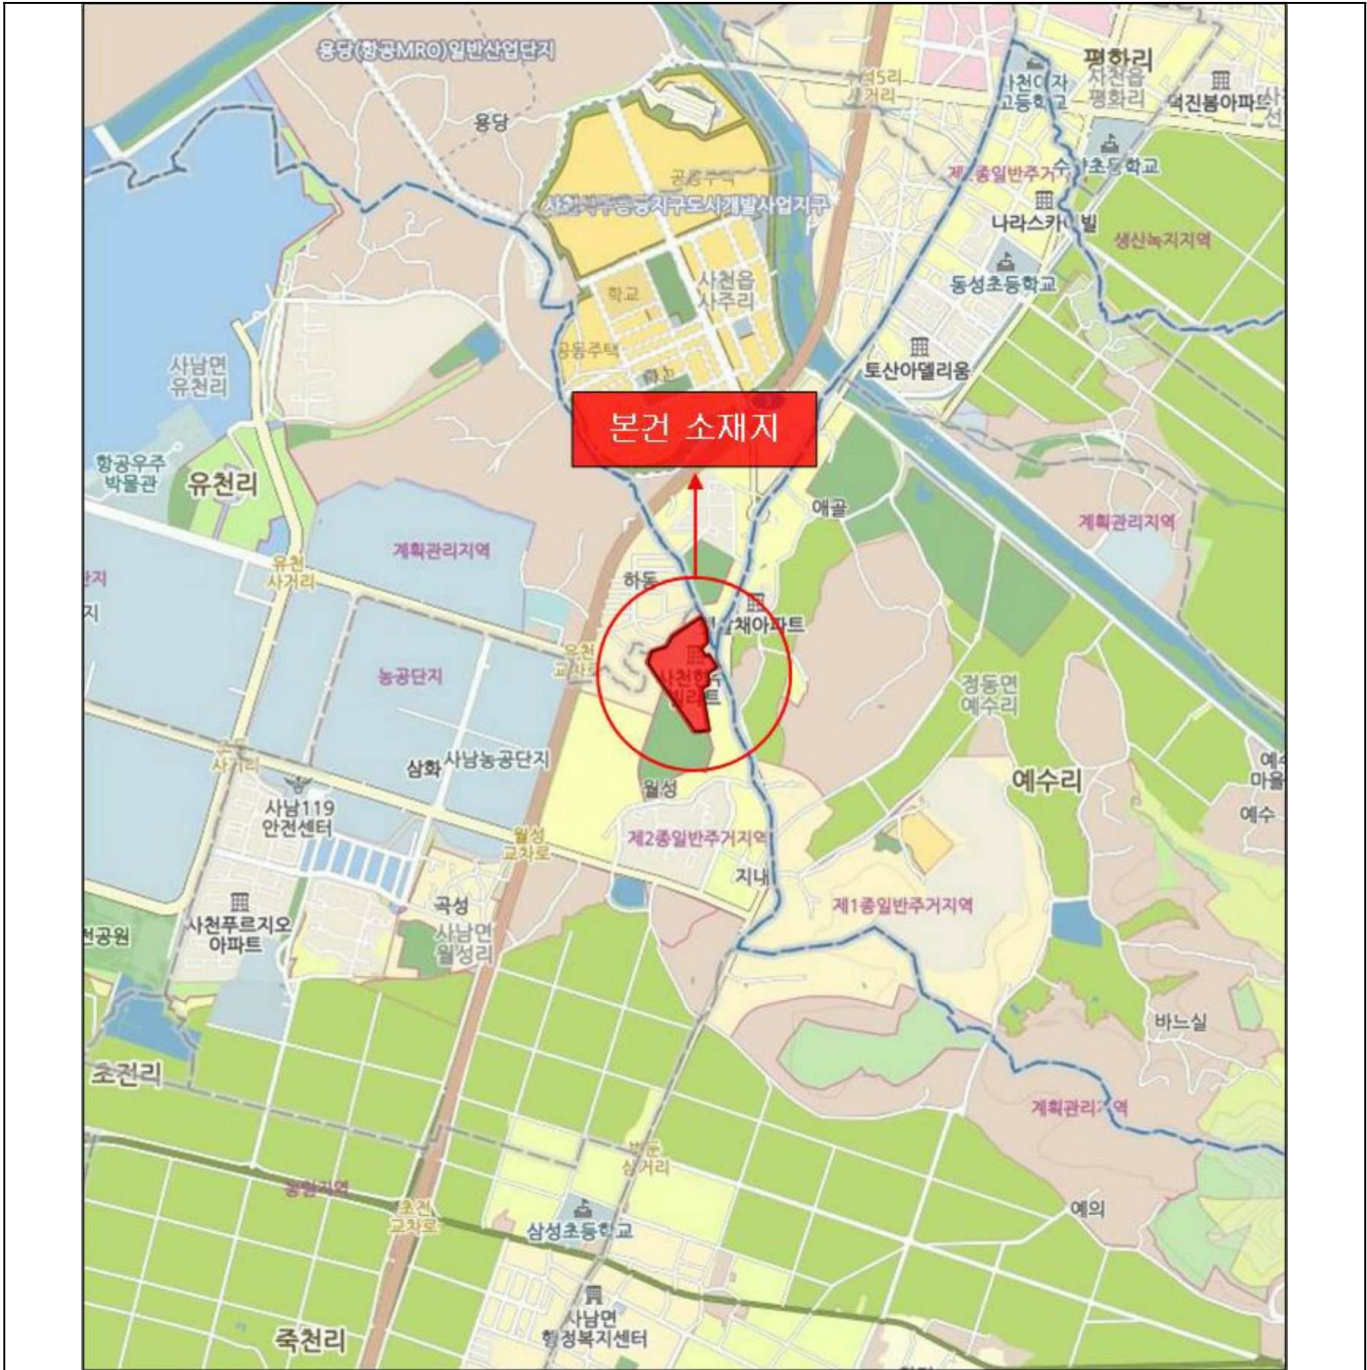 용당(항공MRO)일반산업단지
평화리
사천읍
평화리
용당
덕진봄아파트
공동주택
나라스카이빌
생산녹지지역
동성초등학교
학교
사천읍
사주리
사남면
유천리
공동주택
토산아델리움
학교
본건 소재지
항공우주
박물관
유천리
애골
계획관리지역
계획관리지역
유천
사거리
하동
유천
교차로
농공단지
정동면
예수리
삼화
사남농공단지
예수리
예수
월성
사남119
안전센터
제2종일반주거지역
월성
교차로
지내
곡성
사남면
월성리
제1종일반주거지역
사천푸르지오
아파트
바느실
초전리
계획관리지역
농림지역
초전
교차로
예의
삼성초등학교
사남면
행정복지센터
죽천리